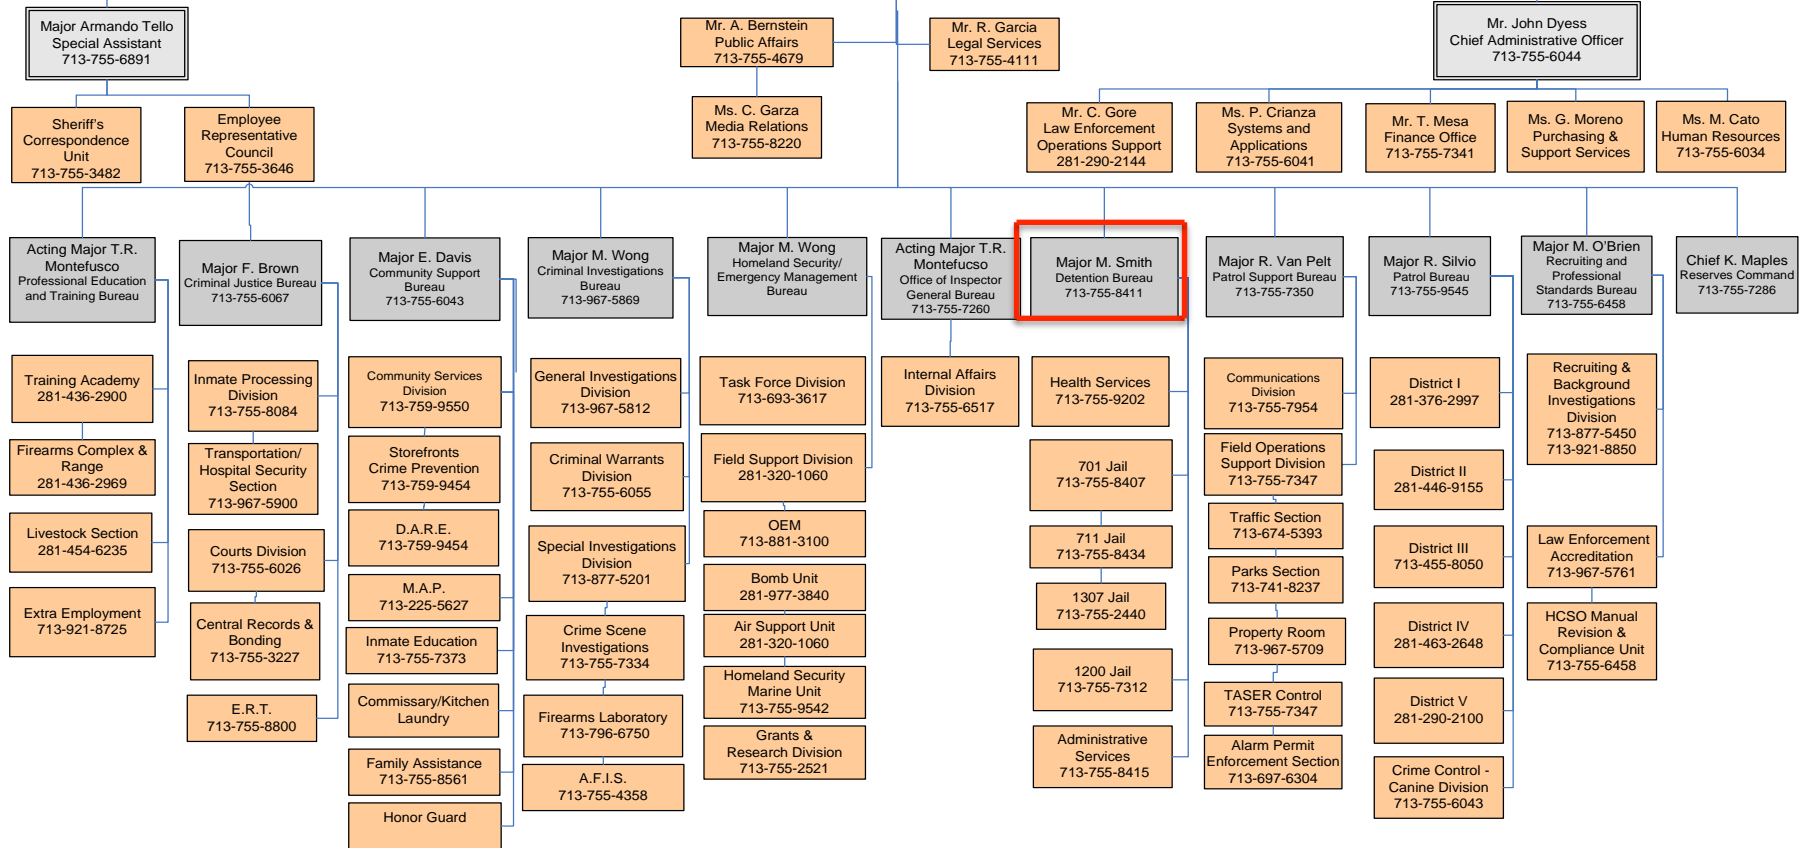 Major Armando Tello
Special Assistant
713-755-6891
Mr. A. Bernstein
Public Affairs
713-755-4679
Mr. R. Garcia
Legal Services
713-755-4111
Mr. John Dyess
Chief Administrative Officer
713-755-6044
Sheriff's
Correspondence
Unit
713-755-3482
Employee
Representative
Council
713-755-3646
Ms. C. Garza
Media Relations
713-755-8220
Mr. C. Gore
Law Enforcement
Operations Support
281-290-2144
Ms. P. Crianza
Systems and
Applications
713-755-6041
Mr. T. Mesa
Finance Office
713-755-7341
Ms. G. Moreno
Purchasing &
Support Services
Ms. M. Cato
Human Resources
713-755-6034
Acting Major T.R.
Montefusco
Professional Education
and Training Bureau
Major F. Brown
Criminal Justice Bureau
713-755-6067
Major E. Davis
Community Support
Bureau
713-755-6043
Major M. Wong
Criminal Investigations
Bureau
713-967-5869
Major M. Wong
Homeland Security/
Emergency Management
Bureau
Acting Major T.R.
Montefucso
Office of Inspector
General Bureau
713-755-7260
Major M. Smith
Detention Bureau
713-755-8411
Major R. Van Pelt
Patrol Support Bureau
713-755-7350
Major R. Silvio
Patrol Bureau
713-755-9545
Major M. O'Brien
Recruiting and
Professional
Standards Bureau
713-755-6458
Chief K. Maples
Reserves Command
713-755-7286
Training Academy
281-436-2900
Firearms Complex &
Range
281-436-2969
Livestock Section
281-454-6235
Extra Employment
713-921-8725
Inmate Processing
Division
713-755-8084
Transportation/
Hospital Security
Section
713-967-5900
Courts Division
713-755-6026
Central Records &
Bonding
713-755-3227
E.R.T.
713-755-8800
Community Services
Division
713-759-9550
Storefronts
Crime Prevention
713-759-9454
D.A.R.E.
713-759-9454
M.A.P.
713-225-5627
Inmate Education
713-755-7373
Commissary/Kitchen
Laundry
Family Assistance
713-755-8561
Honor Guard
General Investigations
Division
713-967-5812
Criminal Warrants
Division
713-755-6055
Special Investigations
Division
713-877-5201
Crime Scene
Investigations
713-755-7334
Firearms Laboratory
713-796-6750
A.F.I.S.
713-755-4358
Task Force Division
713-693-3617
Field Support Division
281-320-1060
OEM
713-881-3100
Bomb Unit
281-977-3840
Air Support Unit
281-320-1060
Homeland Security
Marine Unit
713-755-9542
Grants &
Research Division
713-755-2521
Internal Affairs
Division
713-755-6517
Health Services
713-755-9202
701 Jail
713-755-8407
711 Jail
713-755-8434
1307 Jail
713-755-2440
1200 Jail
713-755-7312
Administrative
Services
713-755-8415
Communications
Division
713-755-7954
Field Operations
Support Division
713-755-7347
Traffic Section
713-674-5393
Parks Section
713-741-8237
Property Room
713-967-5709
TASER Control
713-755-7347
Alarm Permit
Enforcement Section
713-697-6304
District I
281-376-2997
District II
281-446-9155
District III
713-455-8050
District IV
281-463-2648
District V
281-290-2100
Crime Control -
Canine Division
713-755-6043
Recruiting &
Background
Investigations
Division
713-877-5450
713-921-8850
Law Enforcement
Accreditation
713-967-5761
HCSO Manual
Revision &
Compliance Unit
713-755-6458